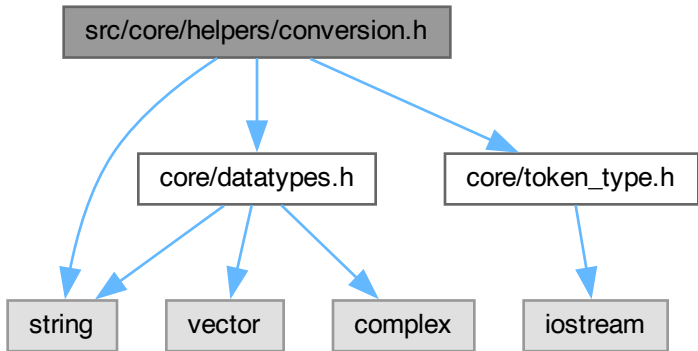 src/core/helpers/conversion.h
core/datatypes.h
core/token_type.h
string
vector
complex
iostream